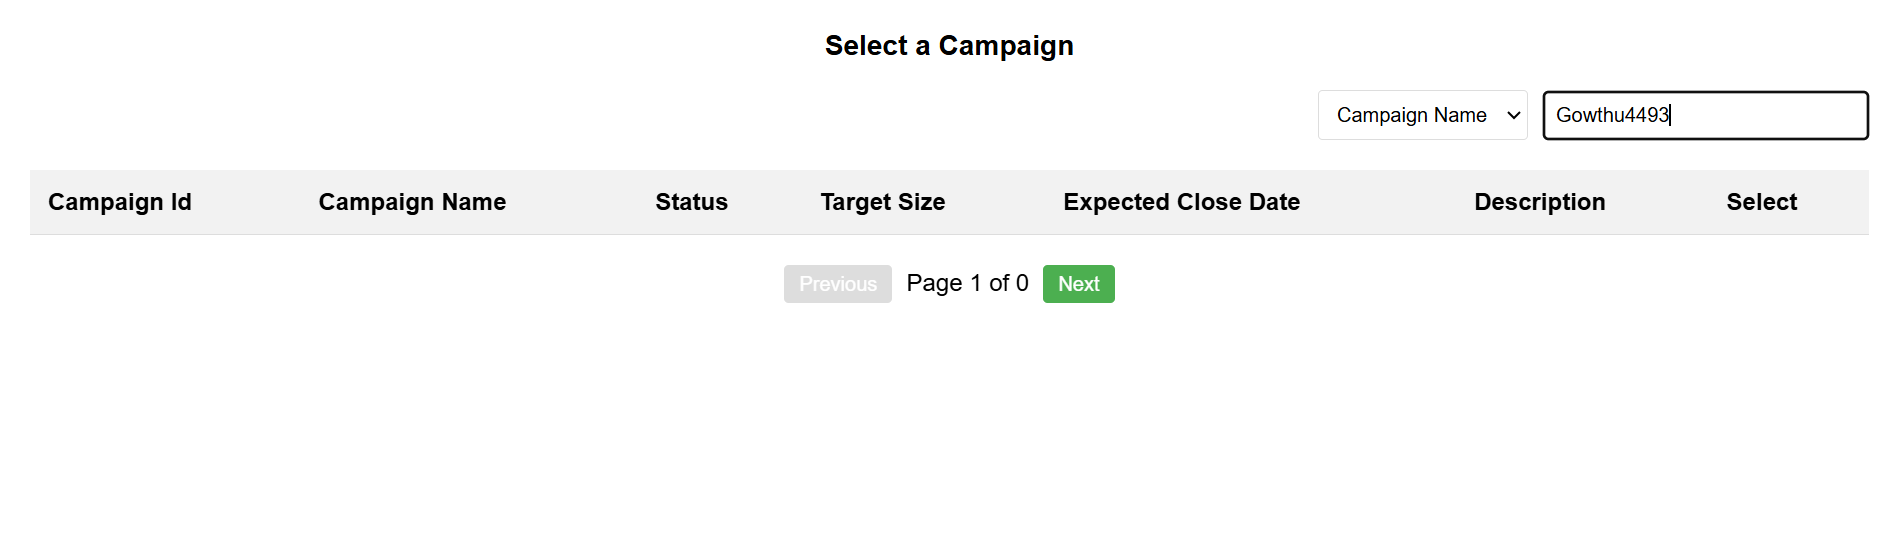 Select a Campaign
Campaign Name Gowthu4493
Campaign Id Campaign Name Status Target Size Expected Close Date Description Select
Previous Page 1 of 0 Next